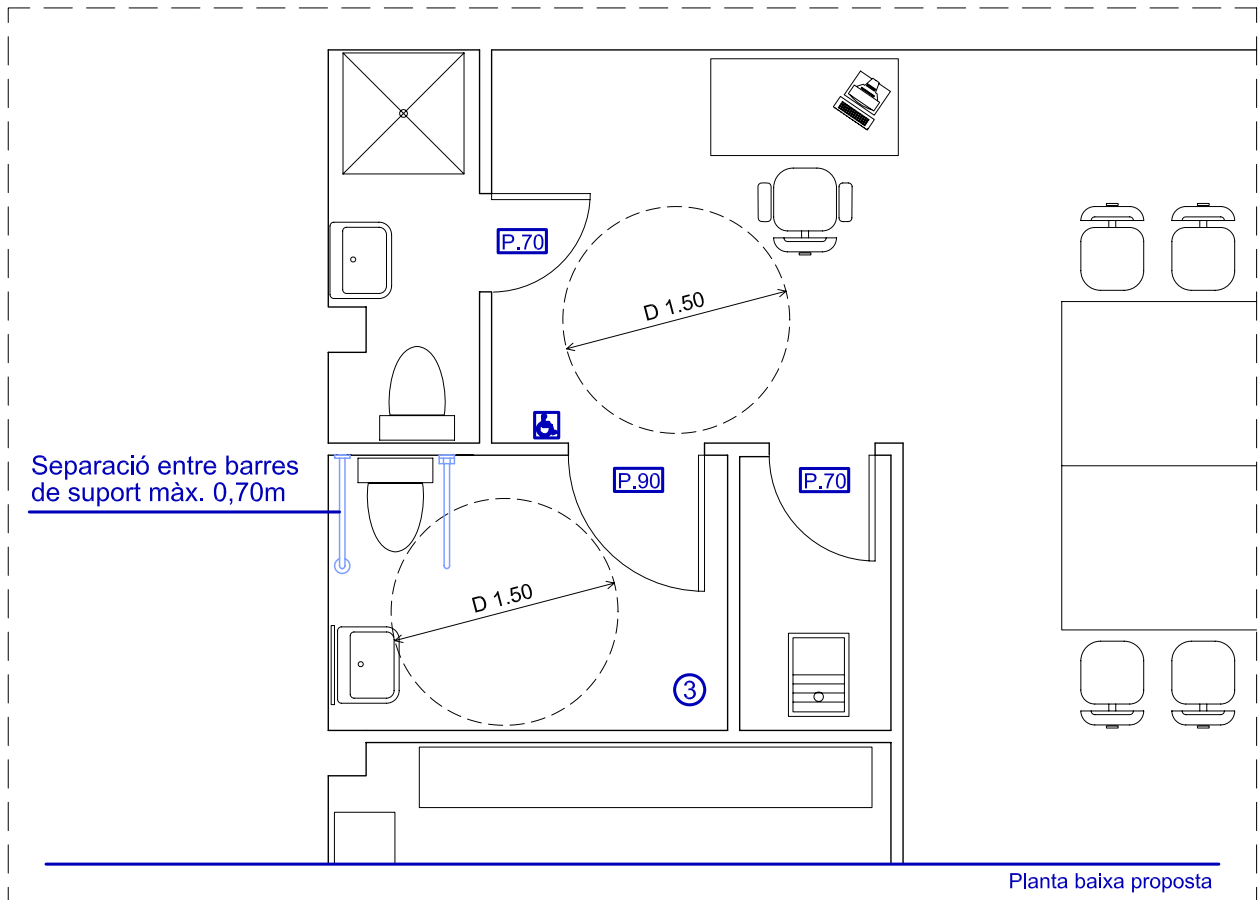 P.70
D 1.50
Separació entre barres
de suport màx. 0,70m
P.90
P.70
D 1.50
3
Planta baixa proposta